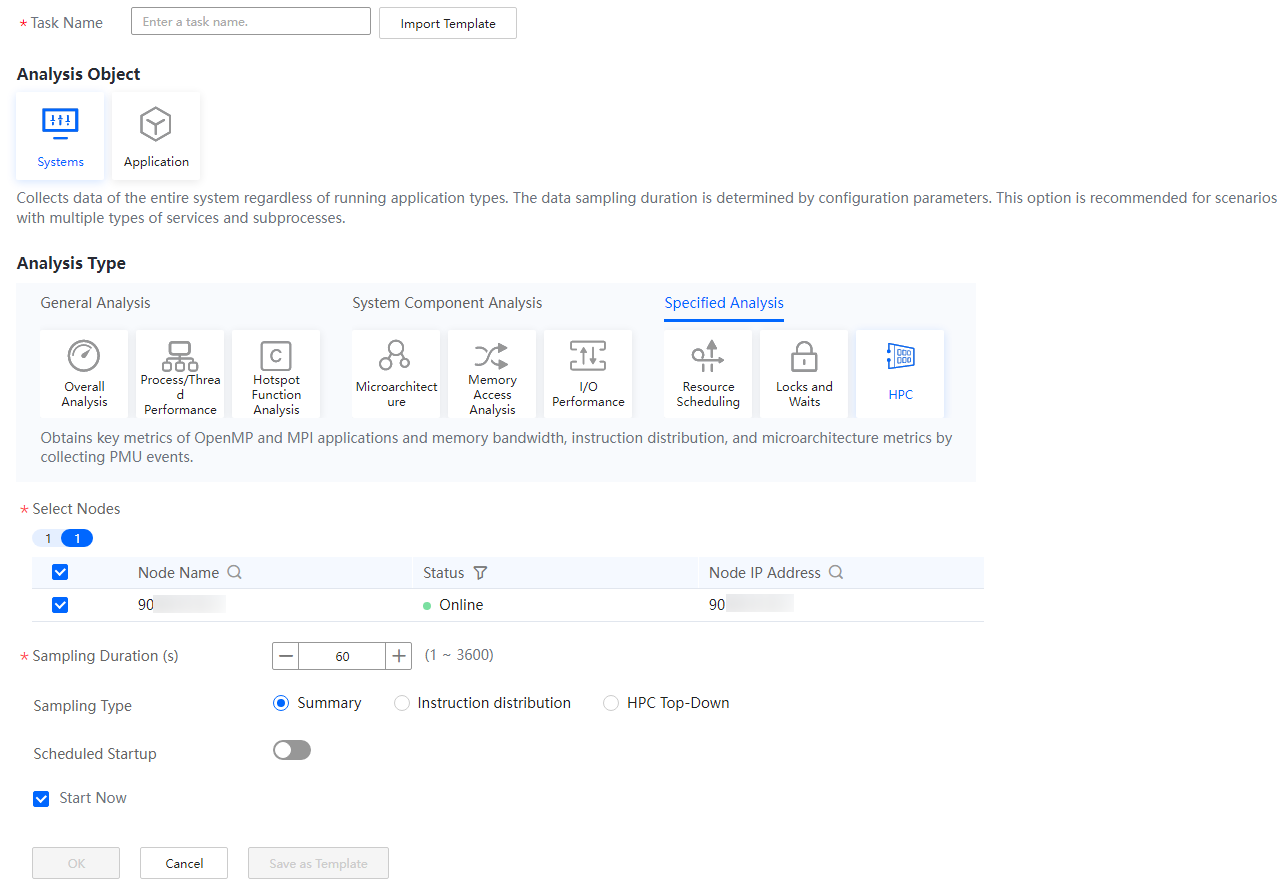 * Task Name
Enter a task name.
Import Template
Analysis Object
Systems
Application
Collects data of the entire system regardless of running application types. The data sampling duration is determined by configuration parameters. This option is recommended for scenarios
with multiple types of services and subprocesses.
Analysis Type
General Analysis
System Component Analysis
Specified Analysis
Overall
Analysis
Process/Threa
d
Performance
C
Hotspot
Function
Analysis
Microarchitect
ure
Memory
Access
Analysis
I/O
Performance
Resource
Scheduling
Locks and
Waits
HPC
Obtains key metrics of OpenMP and MPI applications and memory bandwidth, instruction distribution, and microarchitecture metrics by
collecting PMU events.
* Select Nodes
1 1
Node Name Status Node IP Address
90 Online 90
* Sampling Duration (s) 60 (1 ~ 3600)
Sampling Type Summary Instruction distribution HPC Top-Down
Scheduled Startup
Start Now
OK Cancel Save as Template